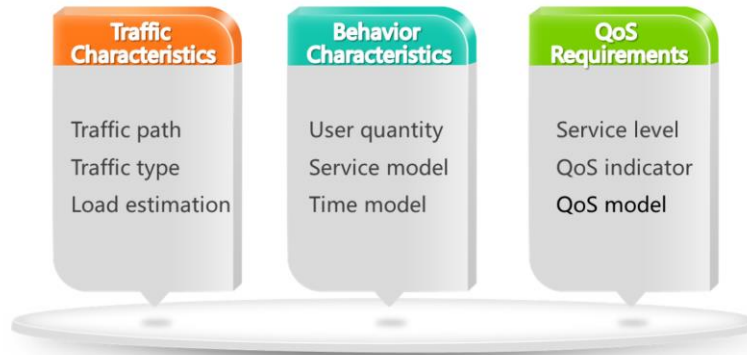 Traffic
Characteristics
Traffic path
Traffic type
Load estimation
Behavior
Characteristics
User quantity
Service model
Time model
QoS
Requirements
Service level
QoS indicator
QoS model